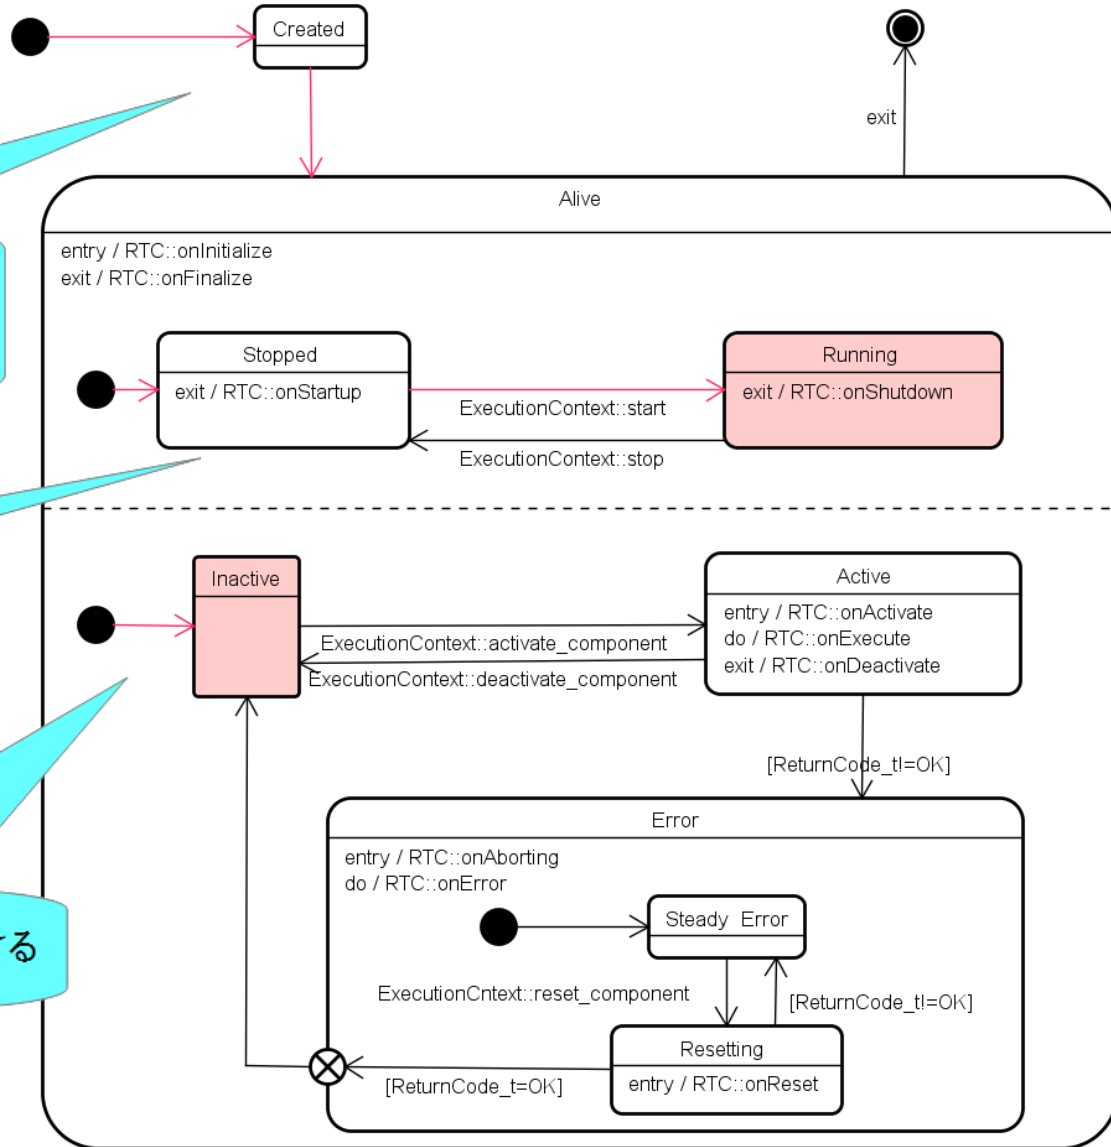 Created
exit
Alive
entry / RTC::onInitialize
exit / RTC::onFinalize
Stopped
exit / RTC::onStartup
Running
exit / RTC::onShutdown
ExecutionContext::start
ExecutionContext::stop
Inactive
Active
entry / RTC::onActivate
do / RTC::onExecute
exit / RTC::onDeactivate
ExecutionContext::activate_component
ExecutionContext::deactivate_component
[ReturnCode_t!=OK]
Error
entry / RTC::onAborting
do / RTC::onError
Steady Error
る
ExecutionCntext::reset_component
[ReturnCode_t!=OK]
Resetting
entry / RTC::onReset
[ReturnCode_t=OK]